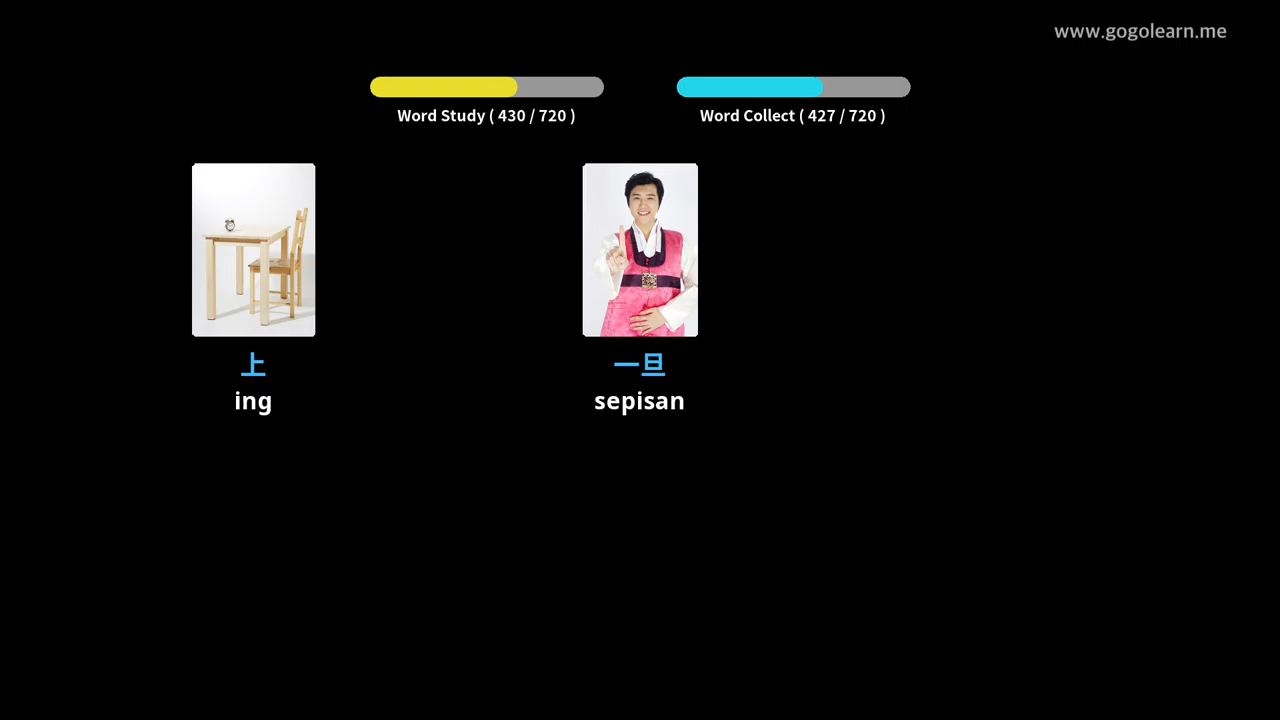 www.gogolearn.me
Word Study ( 430 / 720 )
Word Collect ( 427 / 720 )
上
ing
一旦
sepisan